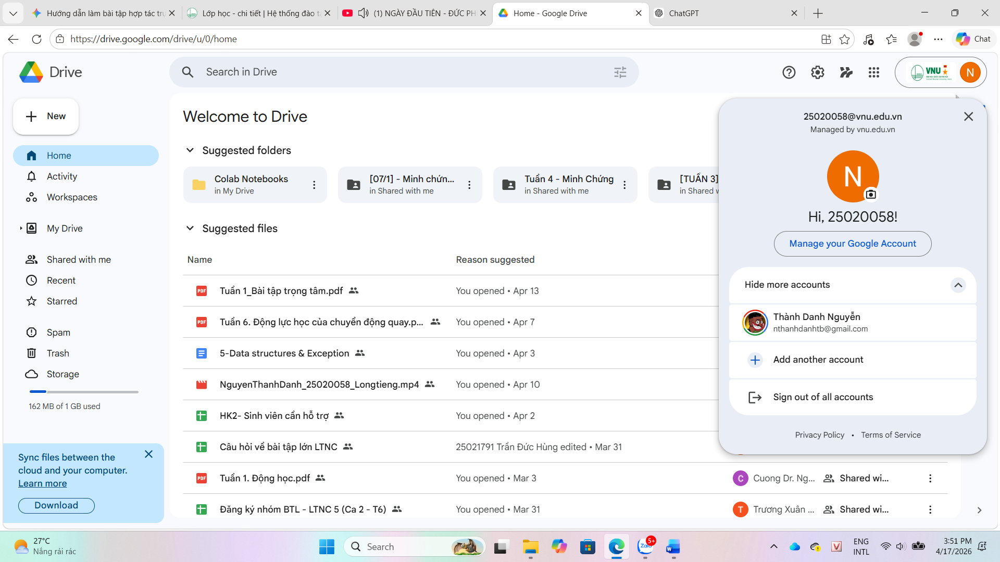 Hướng dẫn làm bài tập hợp tác trụ
Lớp học - chi tiết | Hệ thống đào tạ
(1) NGÀY ĐẦU TIÊN - ĐỨC PH
Home - Google Drive
ChatGPT
https://drive.google.com/drive/u/0/home
Chat
Drive
Search in Drive
VNU
New
Welcome to Drive
25020058@vnu.edu.vn
Managed by vnu.edu.vn
Home
Activity
Workspaces
My Drive
Shared with me
Recent
Starred
Spam
Trash
Storage
162 MB of 1 GB used
Sync files between the
cloud and your computer.
Learn more
Download
Suggested folders
Colab Notebooks
in My Drive
[07/1] - Minh chứn...
in Shared with me
Tuần 4 - Minh Chứng
in Shared with me
[TUẦN 3]
in Shared w
Suggested files
Name
Reason suggested
PDF
Tuần 1_Bài tập trọng tâm.pdf
You opened • Apr 13
PDF
Tuần 6. Động lực học của chuyển động quay.p...
You opened • Apr 7
5-Data structures & Exception
You opened • Apr 3
NguyenThanhDanh_25020058_Longtieng.mp4
You opened • Apr 10
HK2- Sinh viên cần hỗ trợ
You opened • Apr 2
Câu hỏi về bài tập lớn LTNC
25021791 Trần Đức Hùng edited • Mar 31
PDF
Tuần 1. Động học.pdf
You opened • Mar 3
C
Cuong Dr. Ng...
Shared wi...
Đăng ký nhóm BTL - LTNC 5 (Ca 2 - T6)
You opened • Mar 31
T
Trương Xuân ...
Shared wi...
N
N
Hi, 25020058!
Manage your Google Account
Hide more accounts
Thành Danh Nguyễn
nthanhdanhtb@gmail.com
Add another account
Sign out of all accounts
Privacy Policy • Terms of Service
27°C
Nắng rải rác
Search
Zalo
5+
W
V
ENG
INTL
3:51 PM
4/17/2026